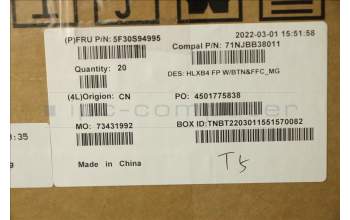 (P)FRU P/N: 5F30S94995
2022-03-01 15:51:58
Compal P/N: 71NJBB38011
Quantity: 20
DES: HLXB4 FP W/BTN&FFC_MG
(4L)Origion: CN
PO: 4501775838
MO: 73431992
BOX ID:TNBT2203011551570082
Made in China
T5
:35